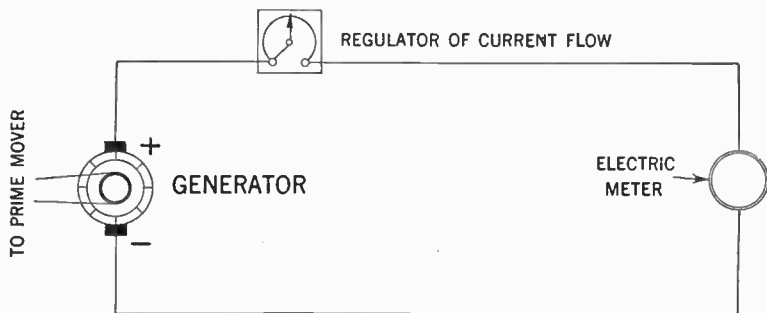 REGULATOR OF CURRENT FLOW
TO PRIME MOVER
+
GENERATOR
ELECTRIC
METER
−